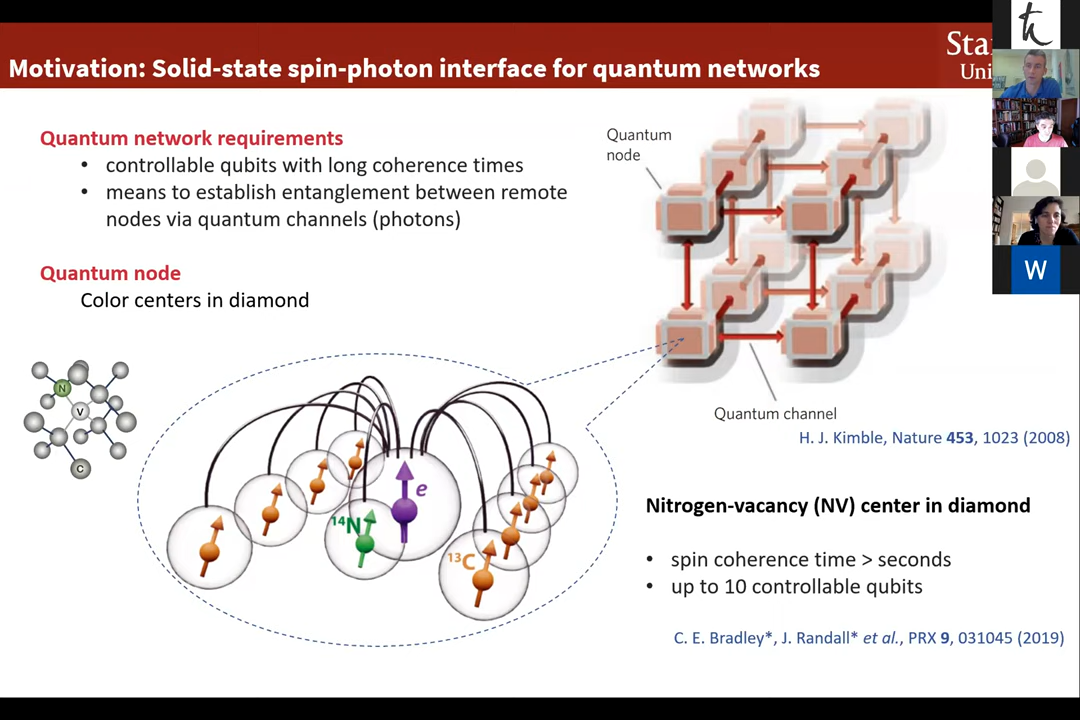 Motivation: Solid-state spin-photon interface for quantum networks
Sta
Uni
Quantum network requirements
• controllable qubits with long coherence times
• means to establish entanglement between remote
nodes via quantum channels (photons)
Quantum node
Color centers in diamond
Quantum
node
Quantum channel
H. J. Kimble, Nature 453, 1023 (2008)
N
V
C
e
14N
13C
Nitrogen-vacancy (NV) center in diamond
• spin coherence time > seconds
• up to 10 controllable qubits
C. E. Bradley*, J. Randall* et al., PRX 9, 031045 (2019)
W